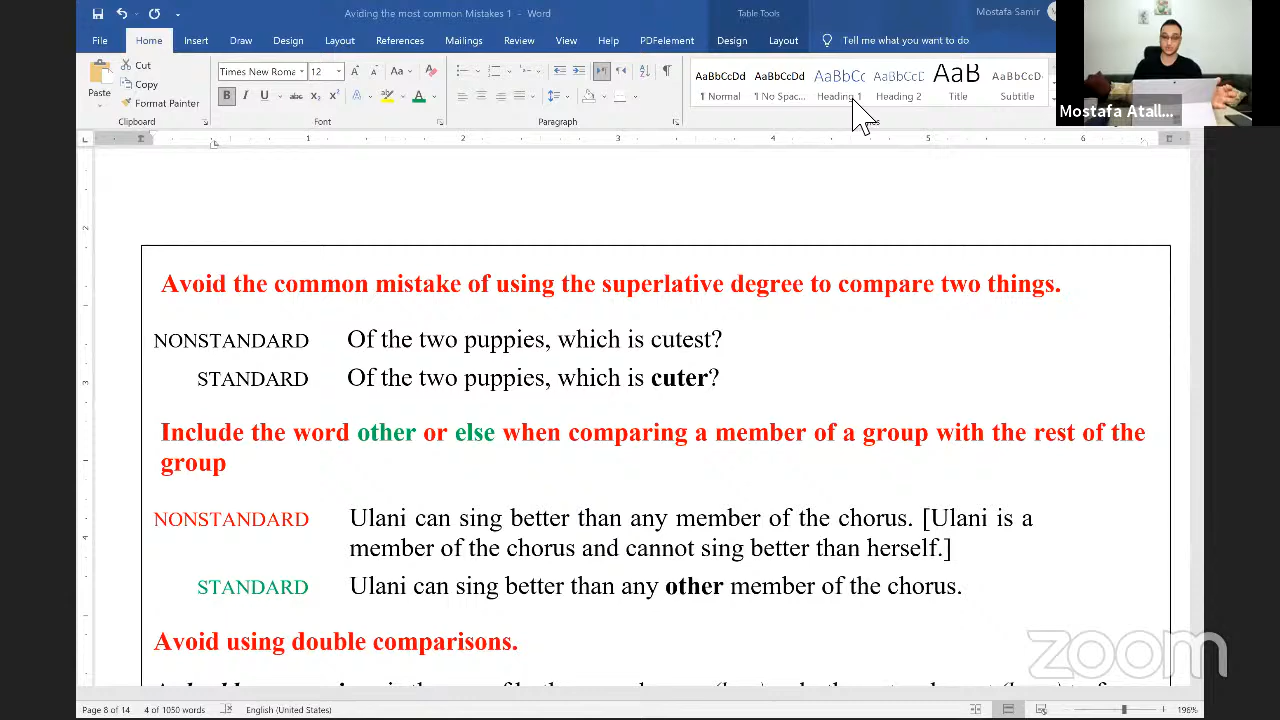 Aviding the most common Mistakes 1 - Word
Table Tools
Mostafa Samir
File Home Insert Draw Design Layout References Mailings Review View Help PDFelement Design Layout Tell me what you want to do
Mostafa Atall...
Paste
Cut
Copy
Format Painter
Clipboard
Times New Roma 12
Font
Paragraph
AaBbCcDd AaBbCcDd AaBbCc AaBbCcD AaB AaBbCcD
¶ Normal ¶ No Spac... Heading 1 Heading 2 Title Subtitle
3 4 5 6
2
3
4
Avoid the common mistake of using the superlative degree to compare two things.
NONSTANDARD Of the two puppies, which is cutest?
STANDARD Of the two puppies, which is cuter?
Include the word other or else when comparing a member of a group with the rest of the
group
NONSTANDARD Ulani can sing better than any member of the chorus. [Ulani is a
member of the chorus and cannot sing better than herself.]
STANDARD Ulani can sing better than any other member of the chorus.
Avoid using double comparisons.
zoom
Page 8 of 14 4 of 1050 words English (United States) 196%